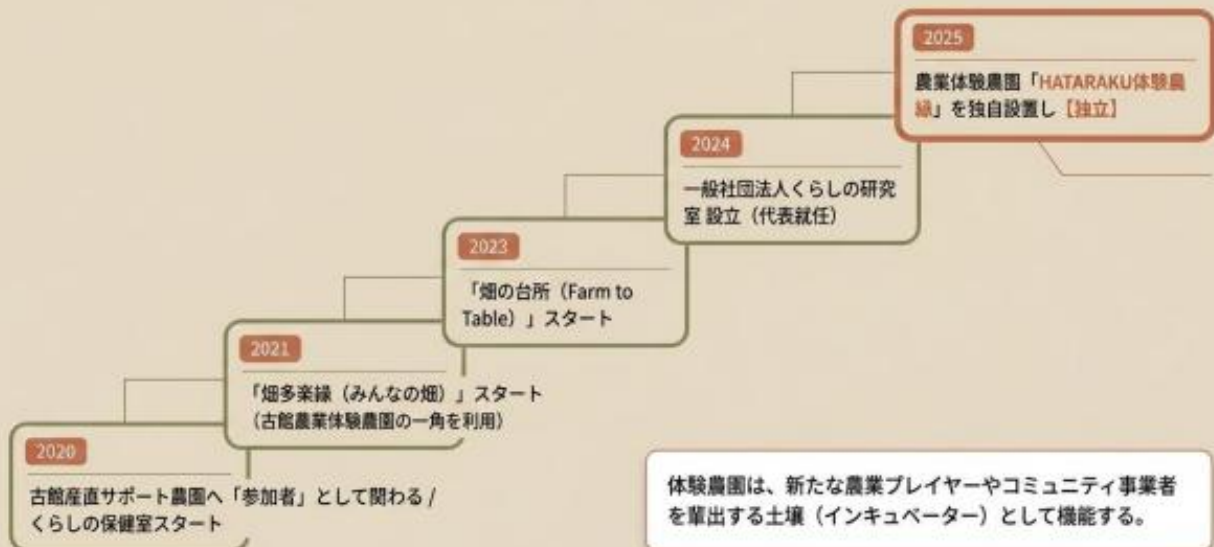 2025
農業体験農園「HATARAKU体験農
縁」を独自設置し【独立】
2024
一般社団法人くらしの研究
室 設立（代表就任）
2023
「畑の台所（Farm to
Table）」スタート
2021
「畑多楽縁（みんなの畑）」スタート
（古館農業体験農園の一角を利用）
2020
古館産直サポート農園へ「参加者」として関わる /
くらしの保健室スタート
体験農園は、新たな農業プレイヤーやコミュニティ事業者
を輩出する土壌（インキュベーター）として機能する。